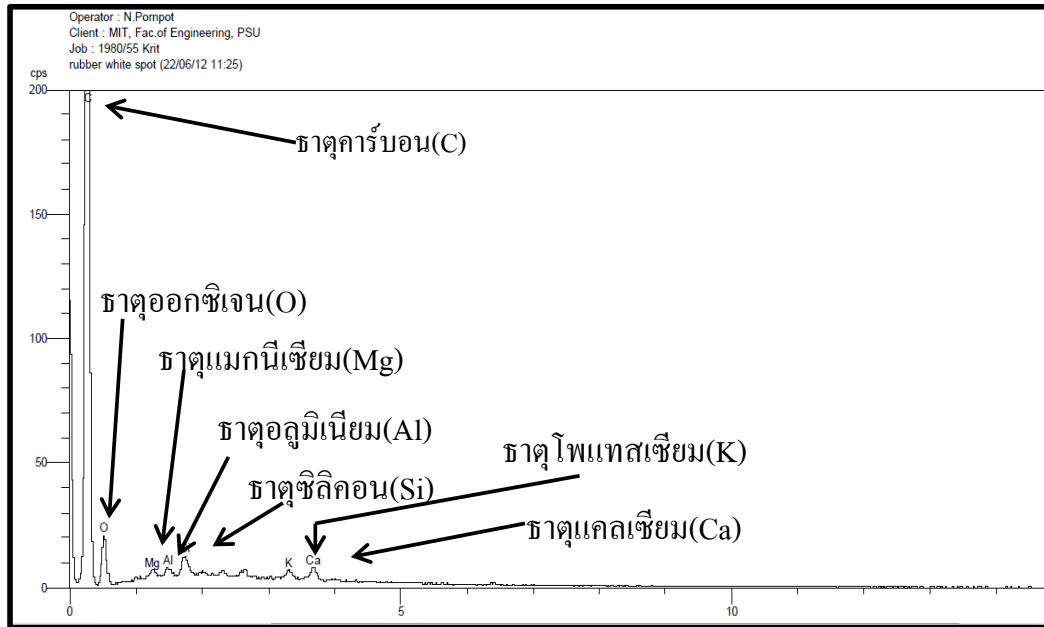 Operator : N.Pornpot
Client : MIT, Fac.of Engineering, PSU
Job : 1980/55 Krit
rubber white spot (22/06/12 11:25)
cps
200
C
ธาตุคาร์บอน(C)
150
ธาตุออกซิเจน(O)
100
ธาตุแมกนีเซียม(Mg)
ธาตุอลูมิเนียม(Al)
ธาตุโพแทสเซียม(K)
50
ธาตุซิลิคอน(Si)
ธาตุแคลเซียม(Ca)
O
Mg Al K Ca
0
0 5 10